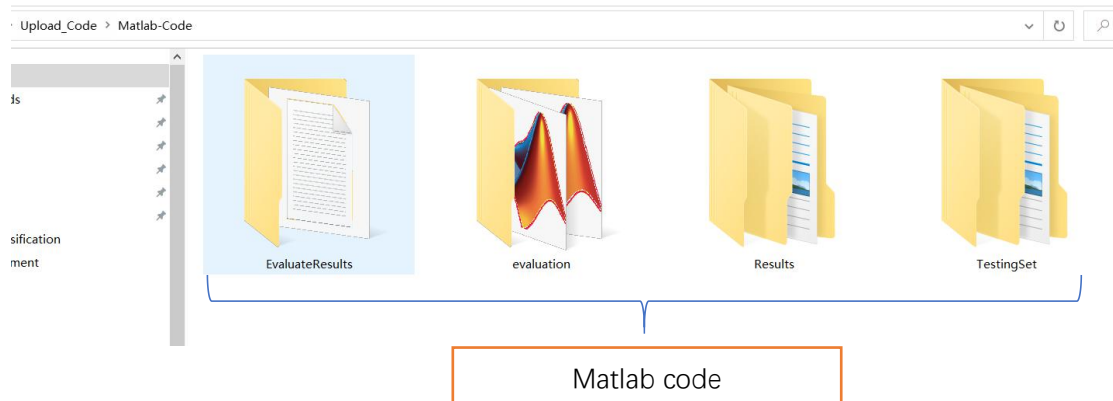 Upload_Code > Matlab-Code
ds
sification
ment
EvaluateResults
evaluation
Results
TestingSet
Matlab code